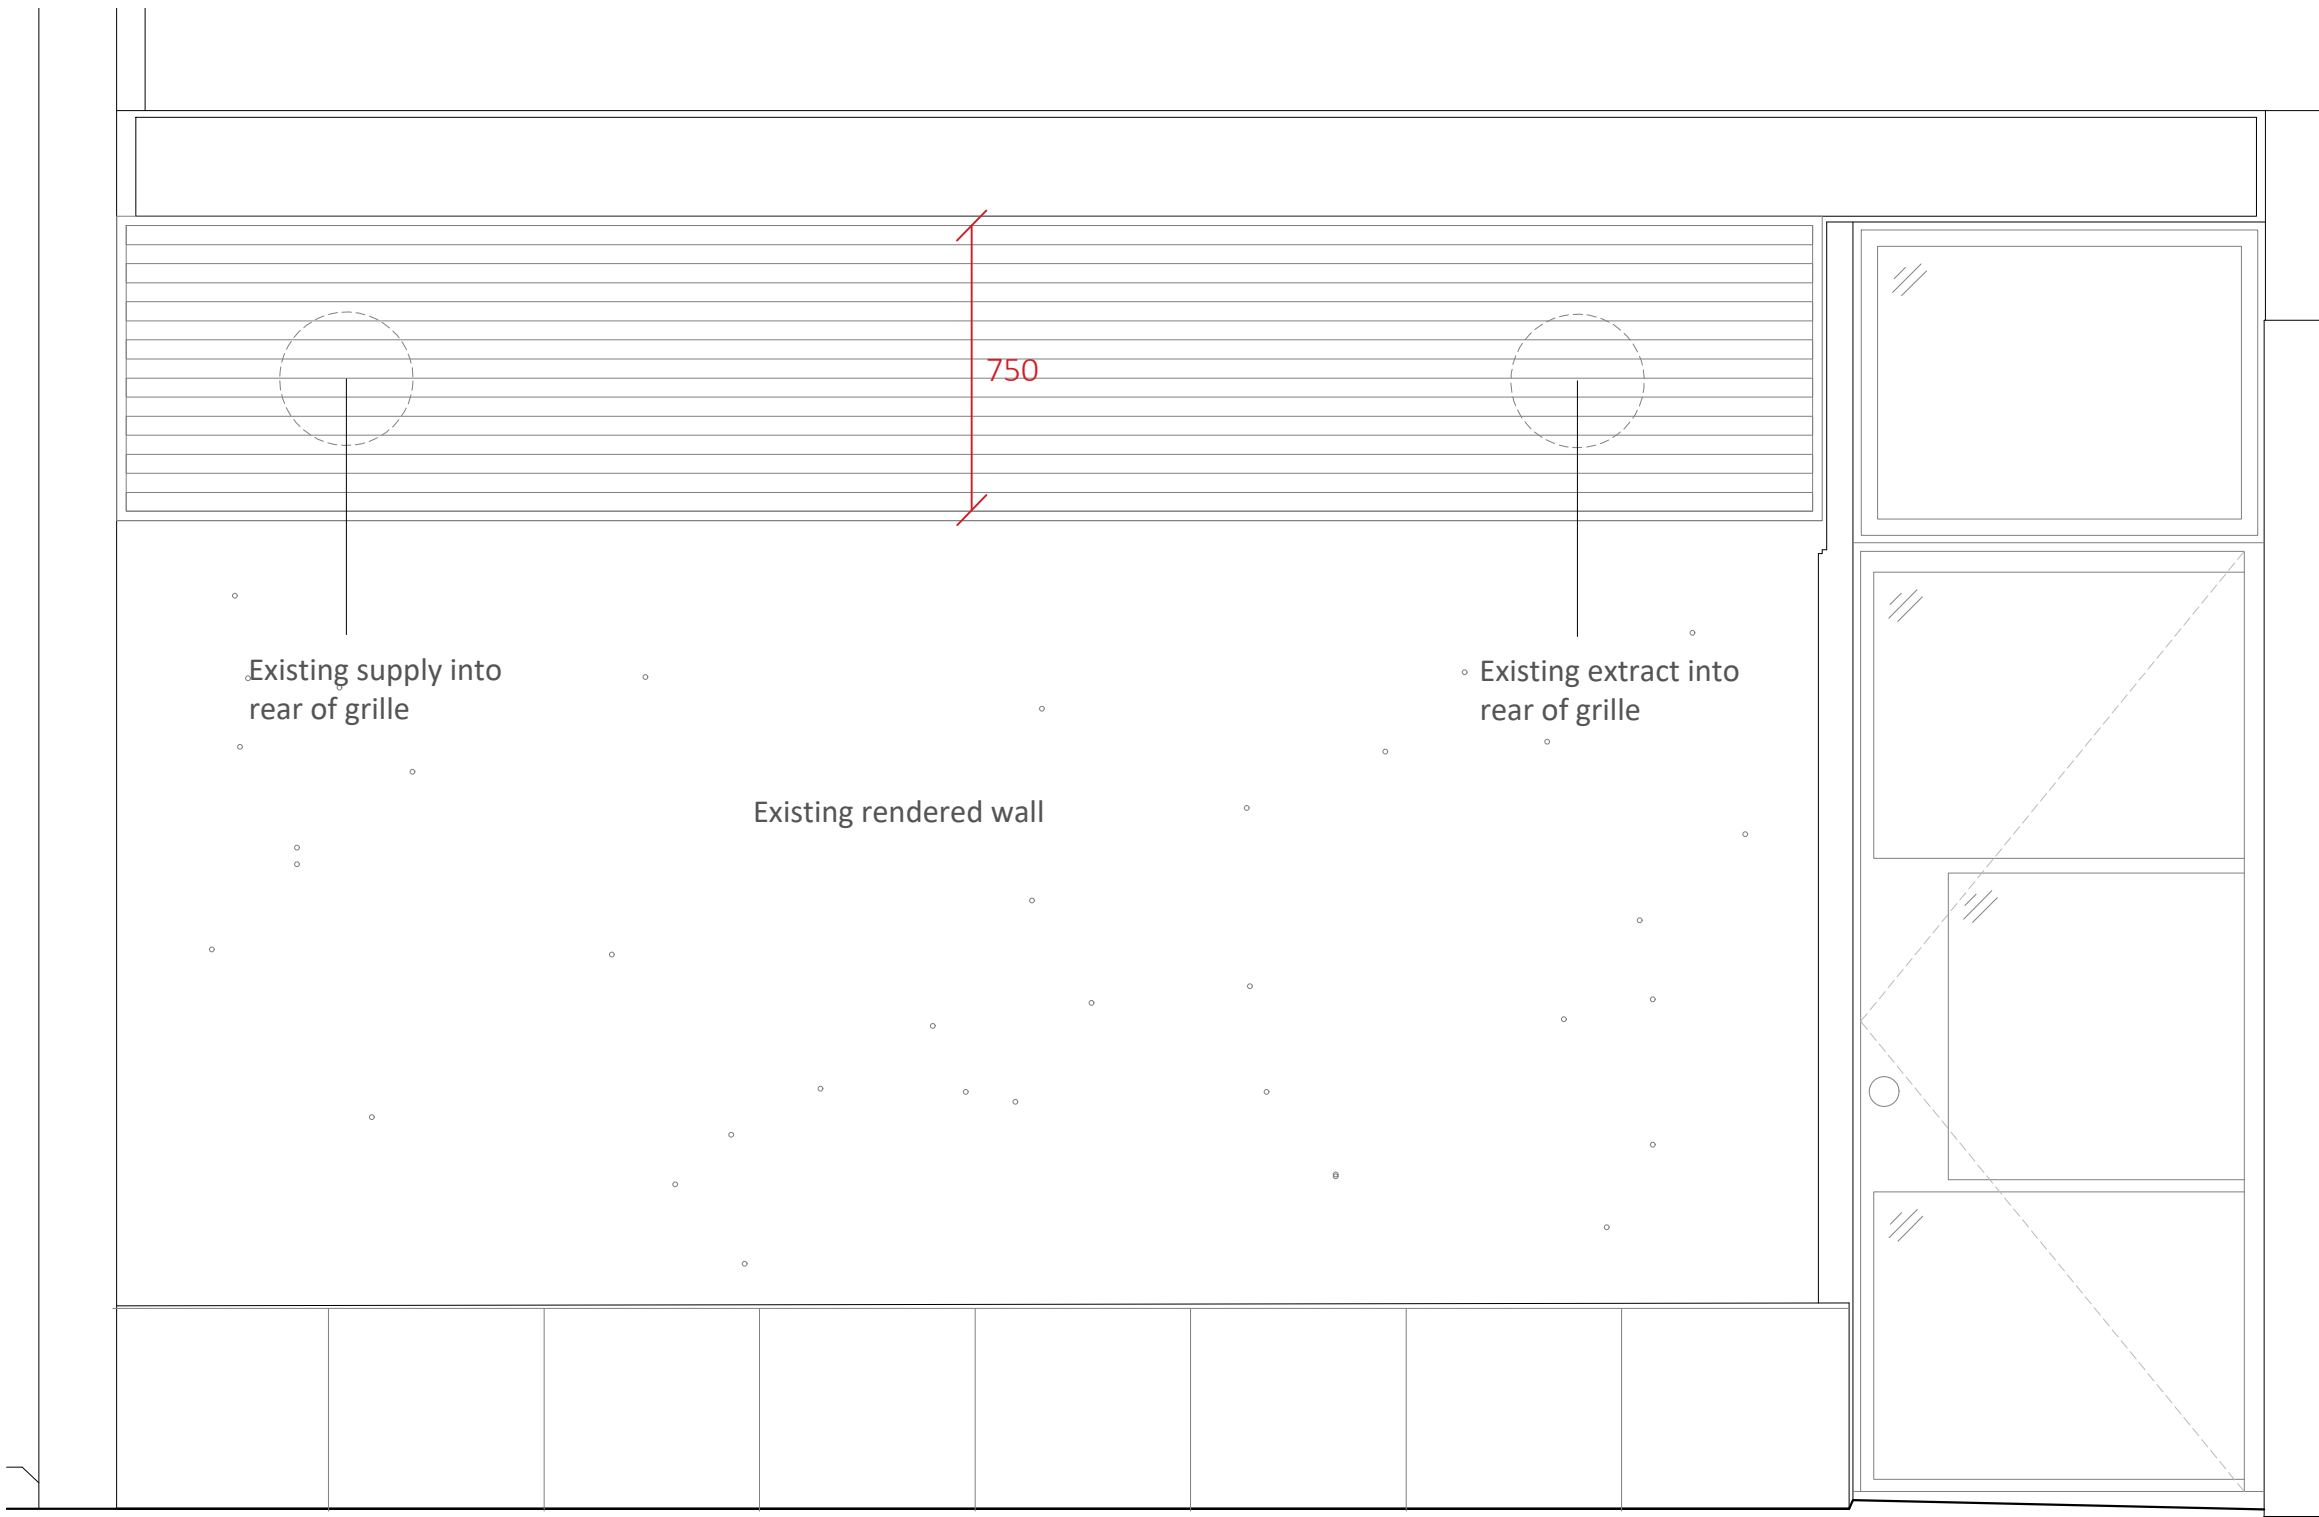 750
Existing supply into
rear of grille
Existing extract into
rear of grille
Existing rendered wall